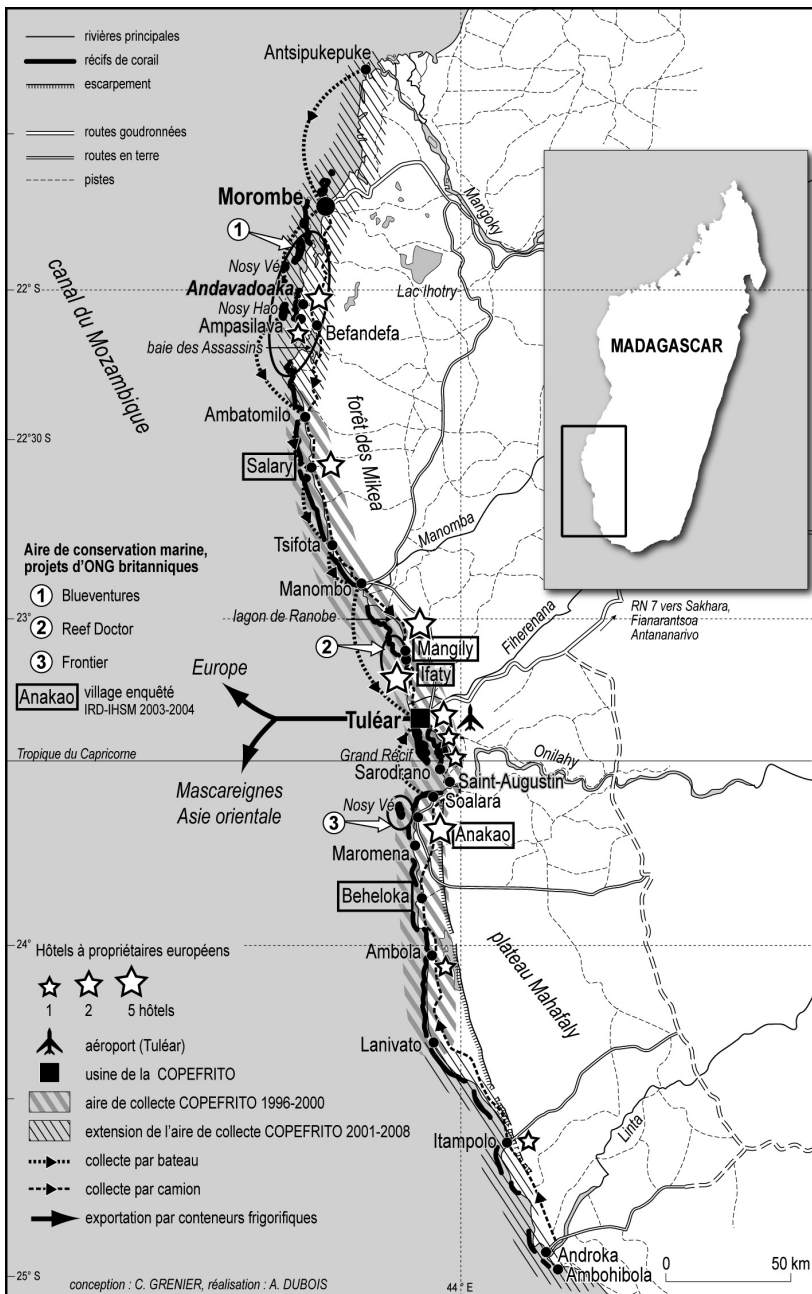 rivières principales
récifs de corail
escarpement
routes goudronnées
routes en terre
pistes
Antsipukepuke
Morombe
1
Mangoky
Nosy Vé
canal du Mozambique
22°S
Andavadoaka
Lac Ihotry
Nosy Hao
Ampasilava
Befandefa
baie des Assassins
MADAGASCAR
Ambatomilo
22°30 S
forêt des Mikea
Salary
Manomba
Tsifota
Aire de conservation marine,
projets d'ONG britanniques
1 Blueventures
2 Reef Doctor
3 Frontier
Anakao village enquêté
IRD-IHSM 2003-2004
Manombo
lagon de Ranobe
23°S
2
Mangily
Ifaty
Fiherenana
RN 7 vers Sakhara,
Fianarantsoa
Antananarivo
Europe
Tuléar
Tropique du Capricorne
Grand Récif
Onilahy
Mascareignes
Asie orientale
Sarodrano
Saint-Augustin
Nosy Vé
Soalara
3
Anakao
Maromena
Beheloka
24°
Ambola
plateau Mahafaly
Hôtels à propriétaires européens
1 2 5 hôtels
aéroport (Tuléar)
usine de la COPEFRITO
aire de collecte COPEFRITO 1996-2000
extension de l'aire de collecte COPEFRITO 2001-2008
collecte par bateau
collecte par camion
exportation par conteneurs frigorifiques
Lanivato
Itampolo
Linta
Androka
Ambohibola
0 50 km
25°S
conception : C. GRENIER, réalisation : A. DUBOIS
44° E